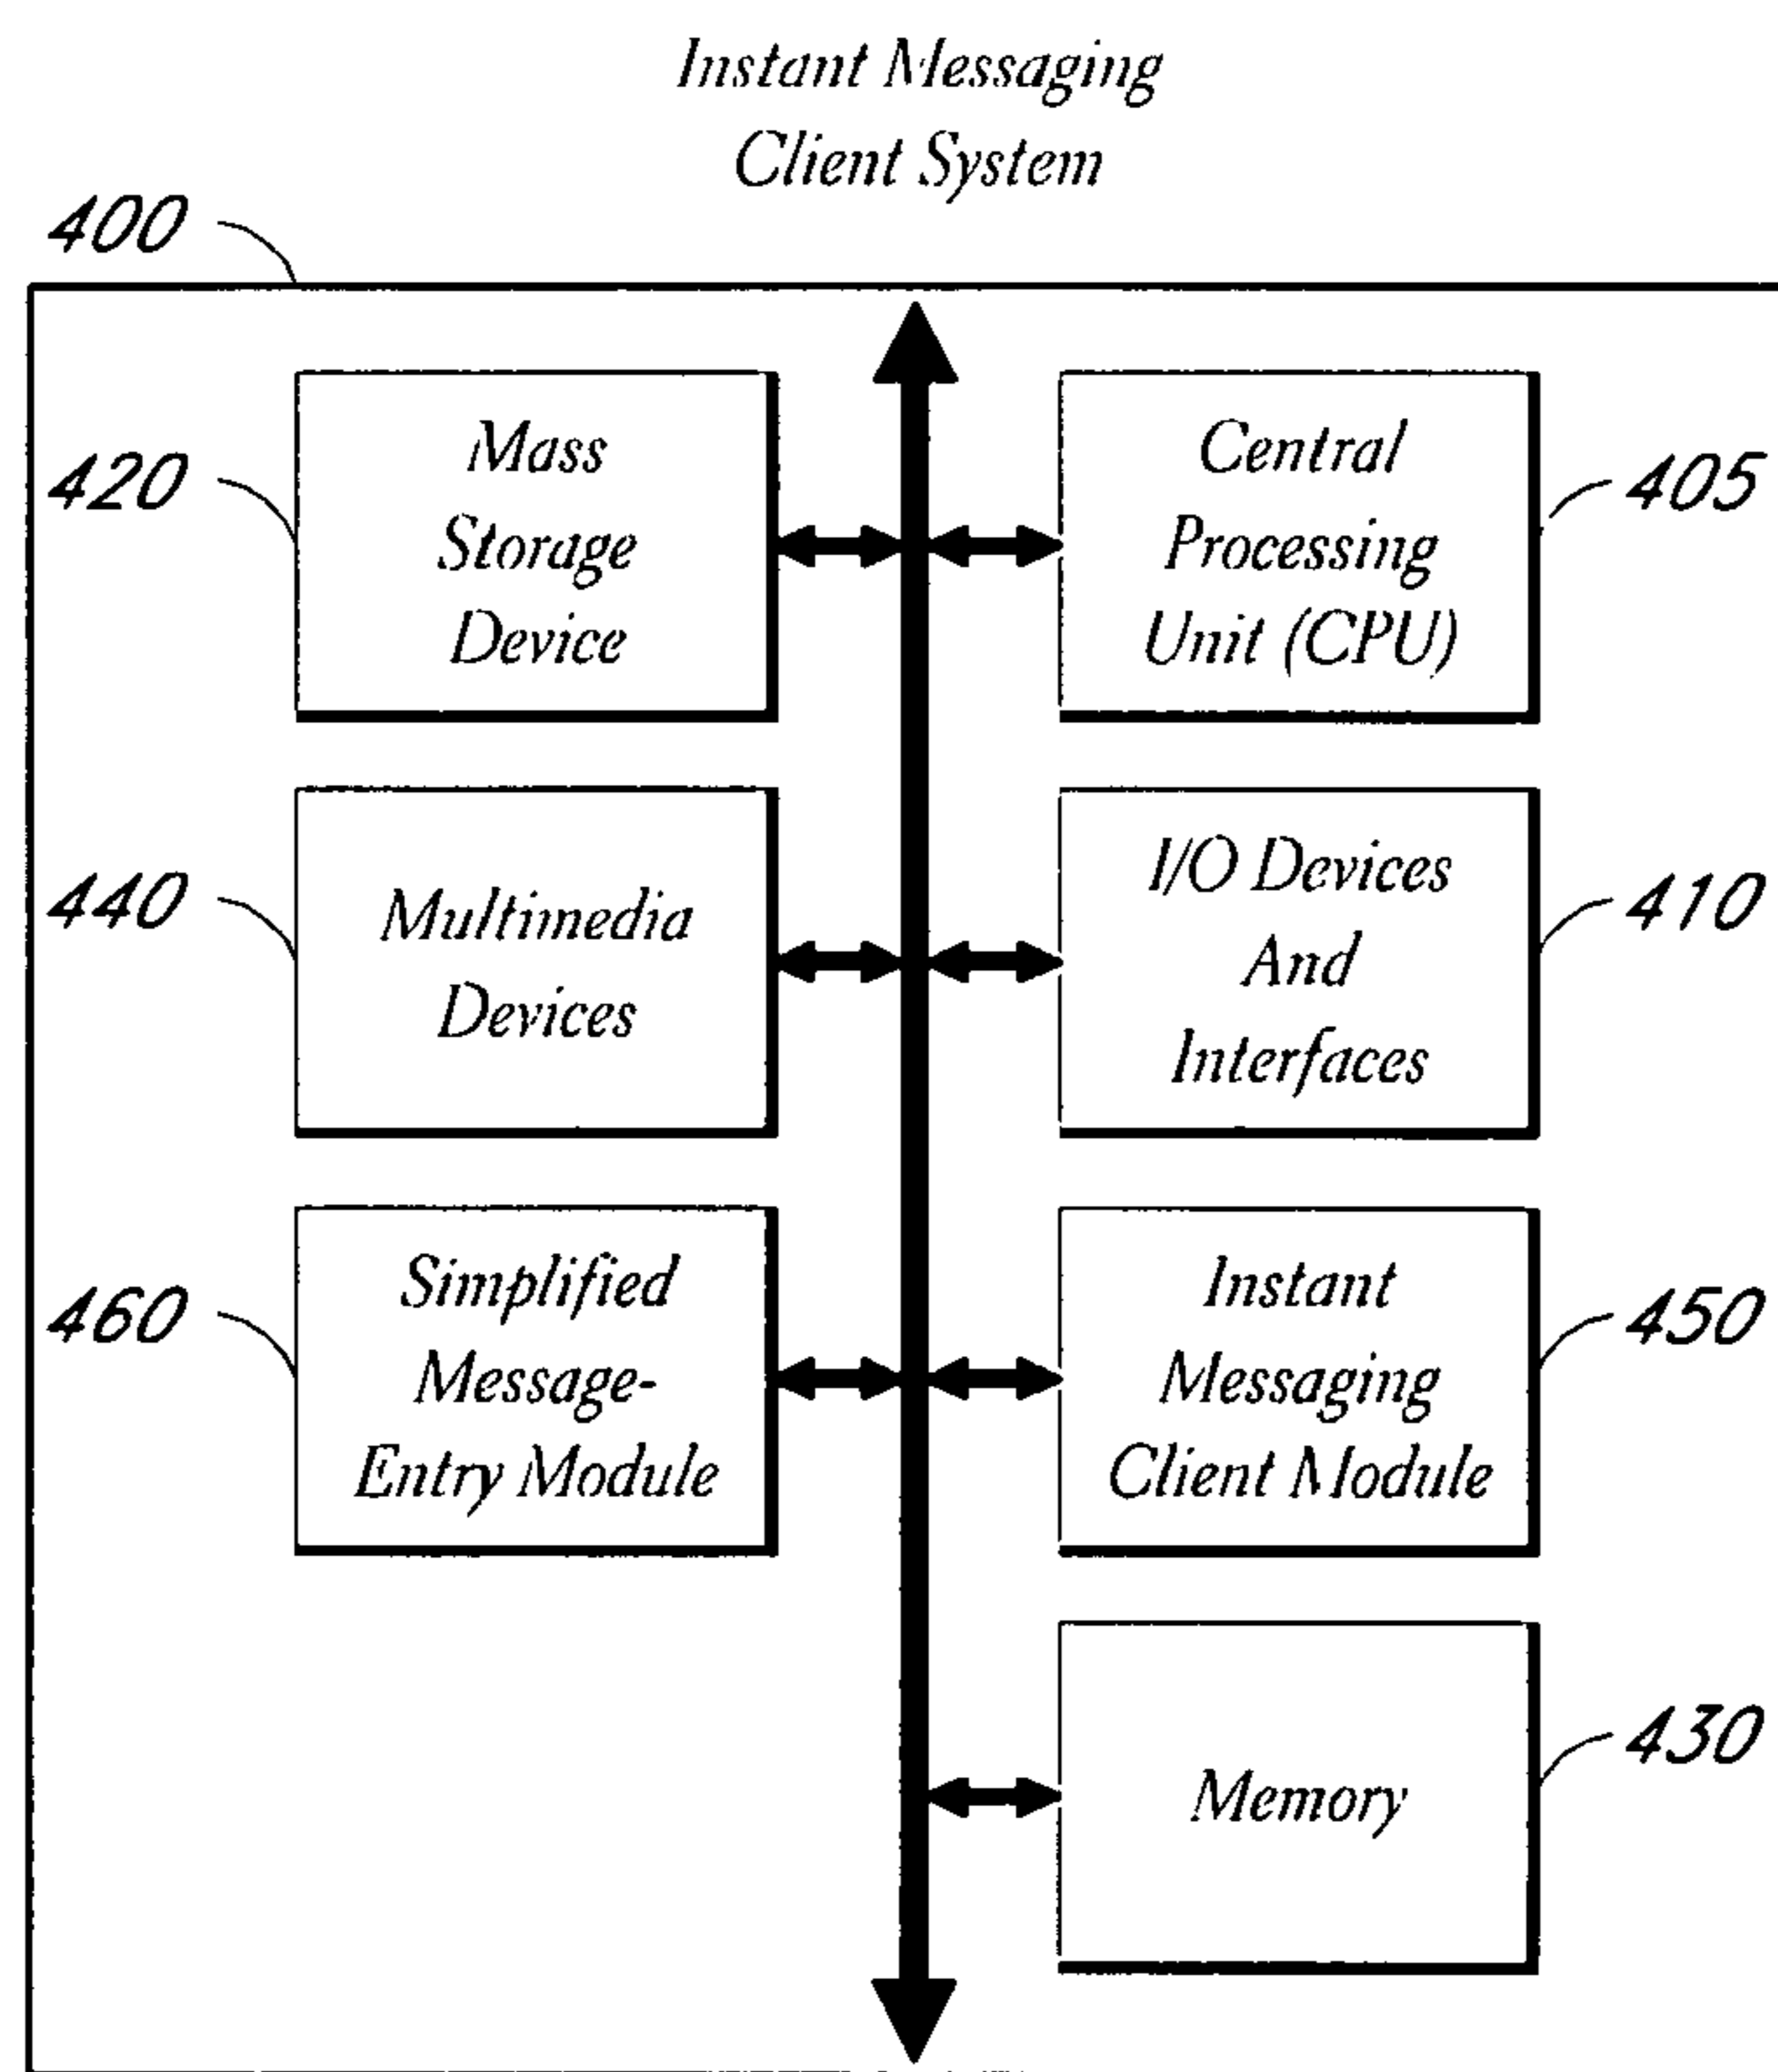 Instant Messaging
Client System
400
420
Mass
Storage
Device
Central
Processing
Unit (CPU)
405
440
Multimedia
Devices
I/O Devices
And
Interfaces
410
460
Simplified
Message-
Entry Module
Instant
Messaging
Client Module
450
Memory
430